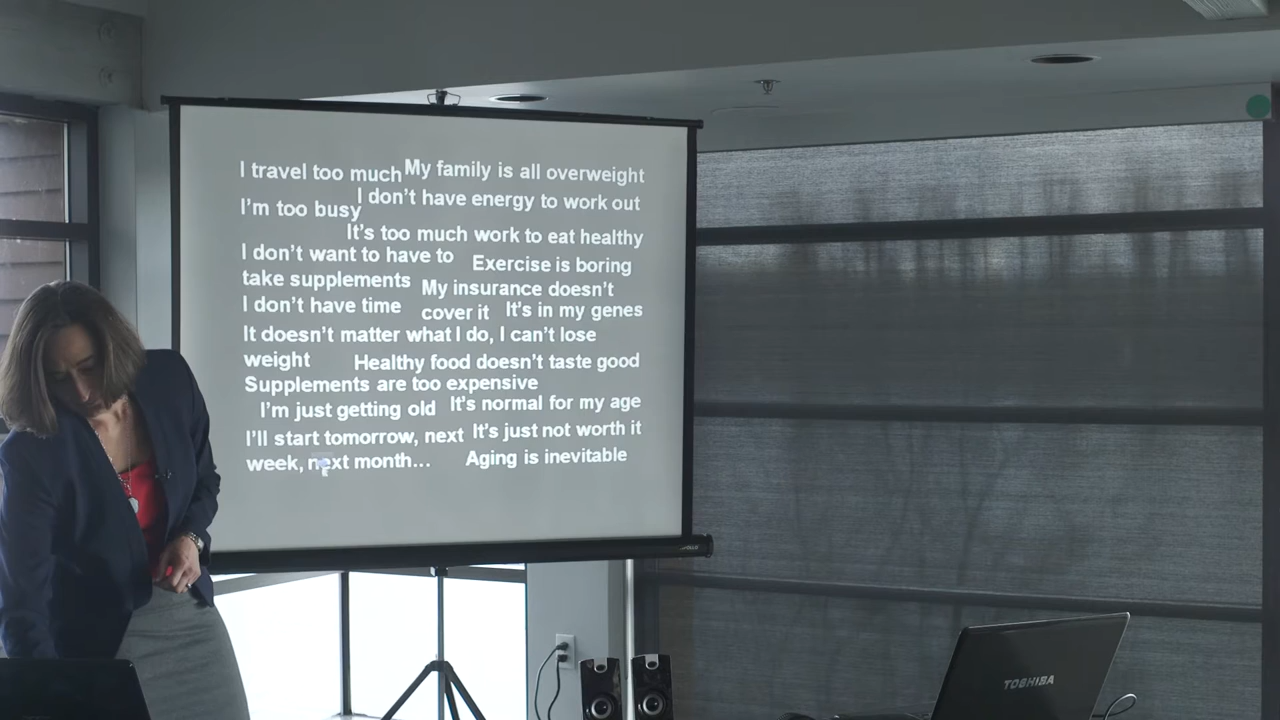 I travel too much My family is all overweight
I don't have energy to work out
I'm too busy
It's too much work to eat healthy
I don't want to have to
take supplements
Exercise is boring
My insurance doesn't
cover it
I don't have time
It's in my genes
It doesn't matter what I do, I can't lose
weight
Healthy food doesn't taste good
Supplements are too expensive
I'm just getting old
It's normal for my age
I'll start tomorrow, next
week, next month...
It's just not worth it
Aging is inevitable
TOSHIBA